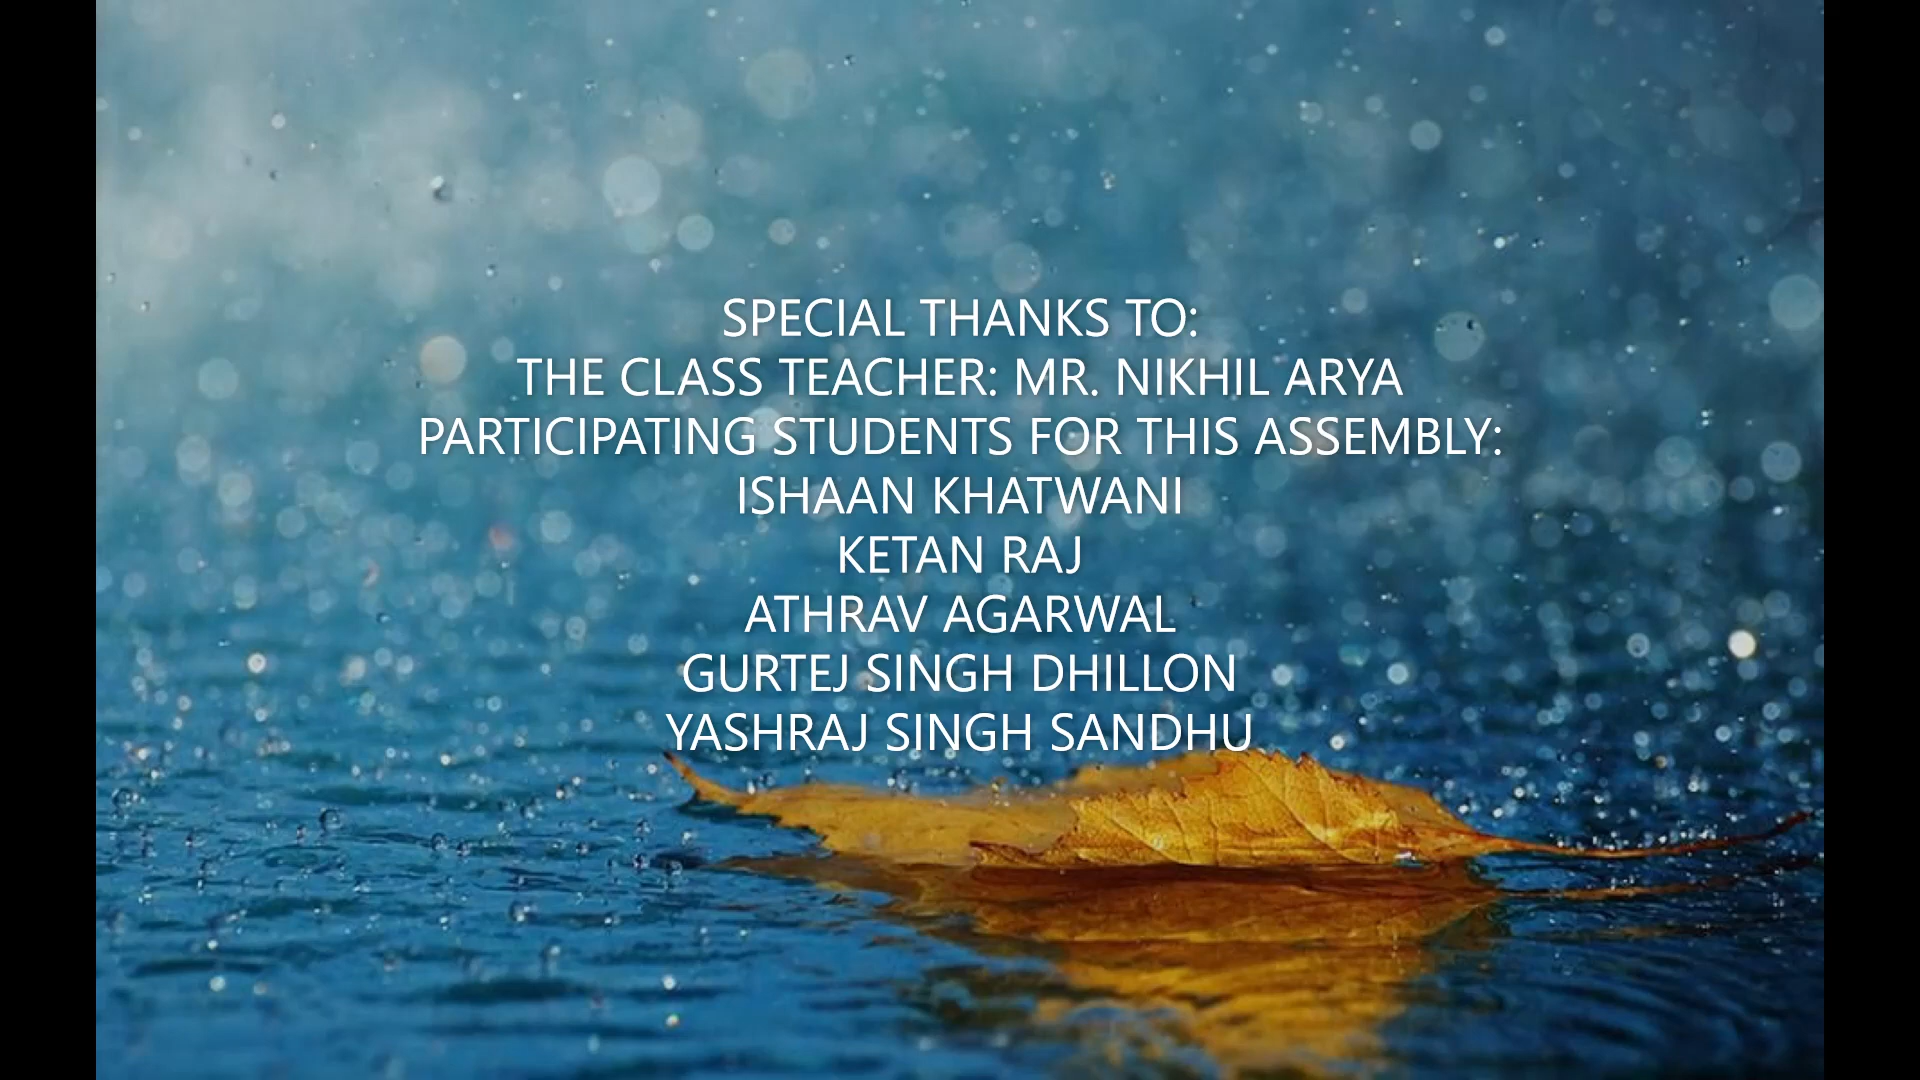 SPECIAL THANKS TO:
THE CLASS TEACHER: MR. NIKHIL ARYA
PARTICIPATING STUDENTS FOR THIS ASSEMBLY:
ISHAAN KHATWANI
KETAN RAJ
ATHRAV AGARWAL
GURTEJ SINGH DHILLON
YASHRAJ SINGH SANDHU